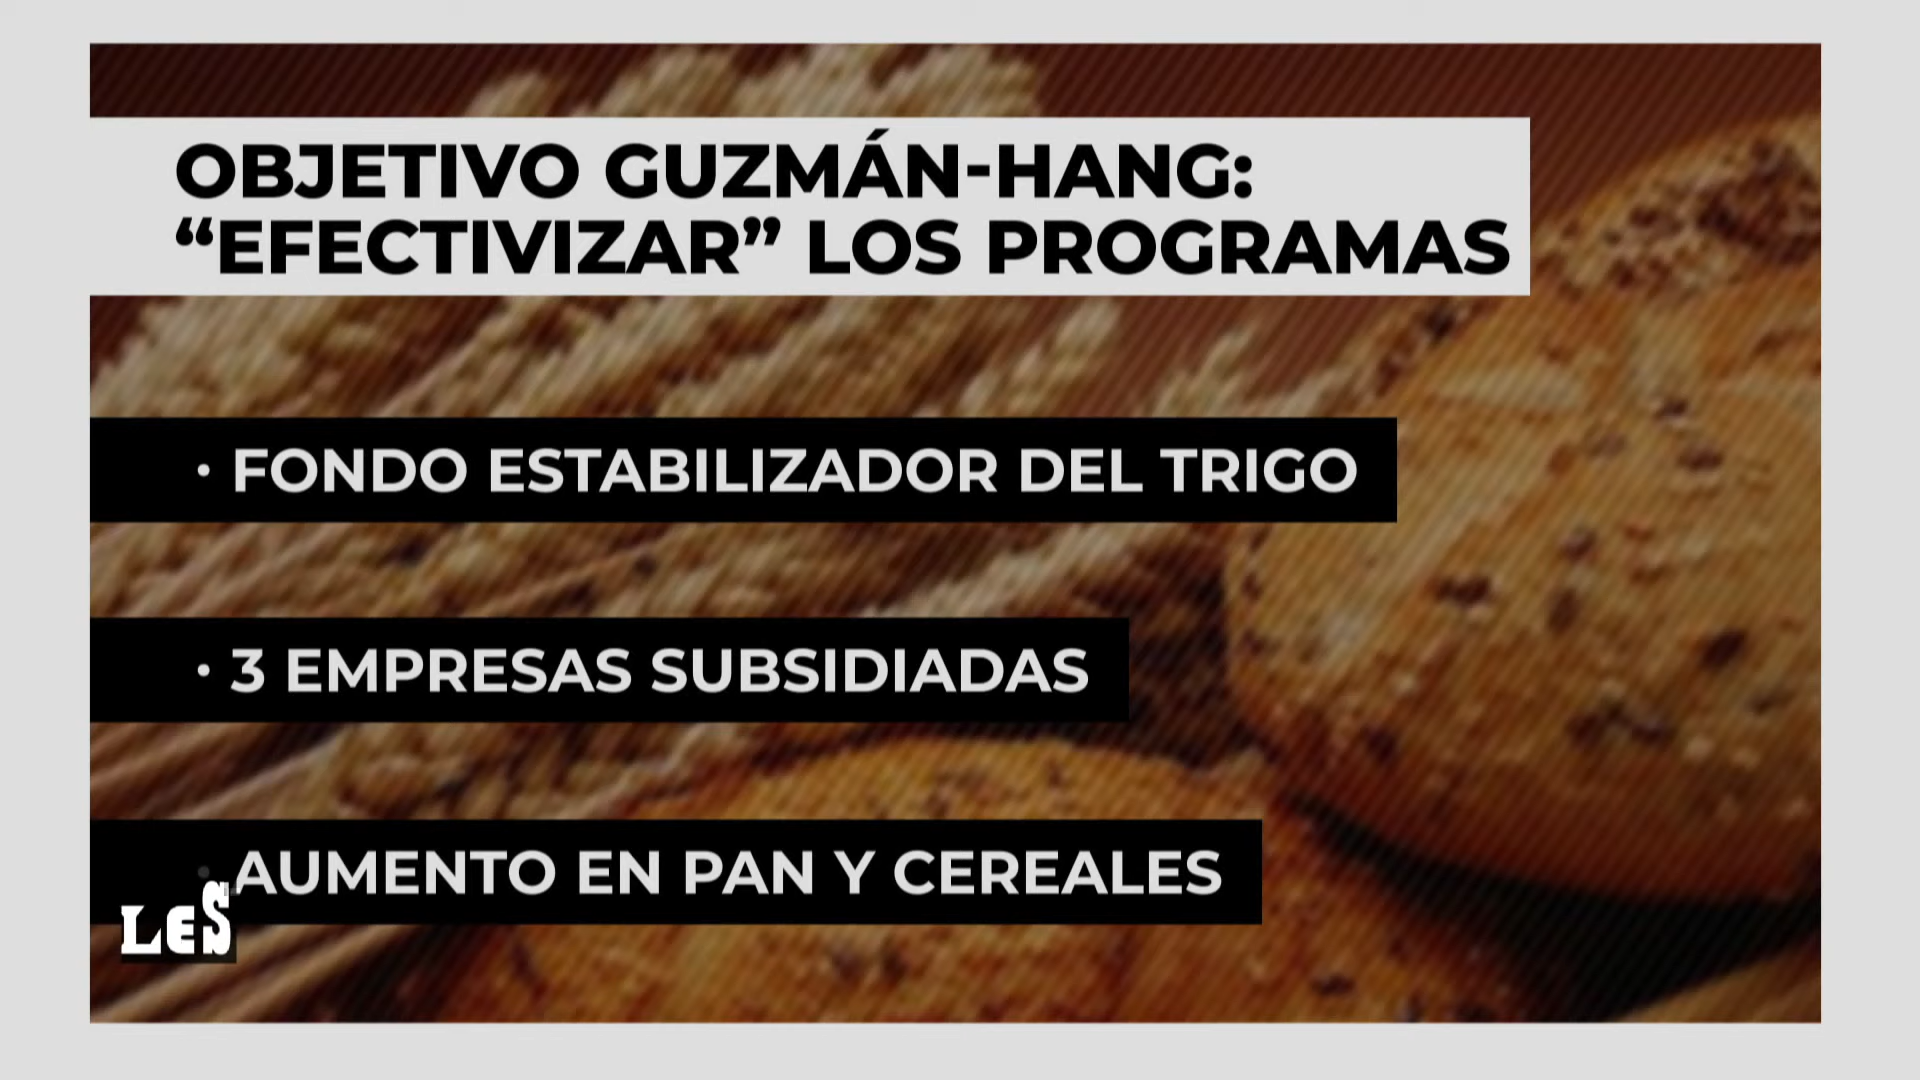 OBJETIVO GUZMÁN-HANG:
“EFECTIVIZAR” LOS PROGRAMAS
· FONDO ESTABILIZADOR DEL TRIGO
· 3 EMPRESAS SUBSIDIADAS
· AUMENTO EN PAN Y CEREALES
LES